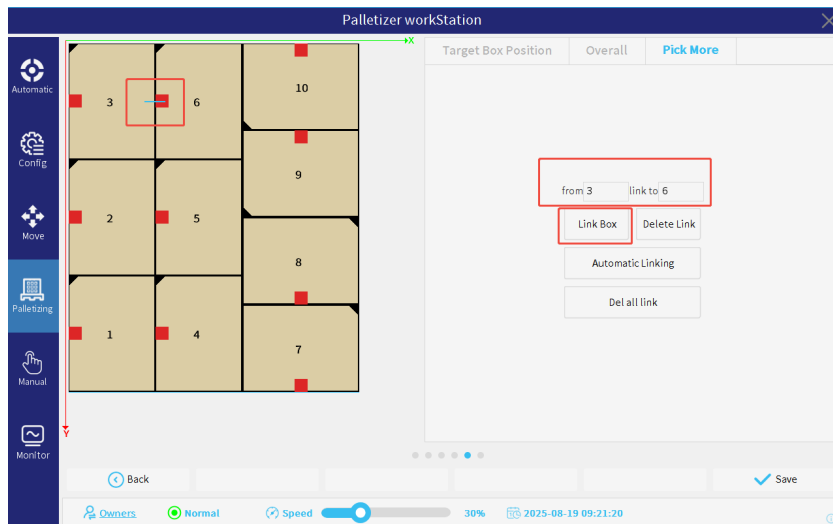 Palletizer workStation
X
Target Box Position Overall Pick More
Automatic
3 6 10
Config
from 3 link to 6
9
2 5
Link Box Delete Link
Move
Automatic Linking
8
Palletizing
Del all link
1 4
7
Manual
Y
Monitor
Back Save
Owners Normal Speed 30% 2025-08-19 09:21:20